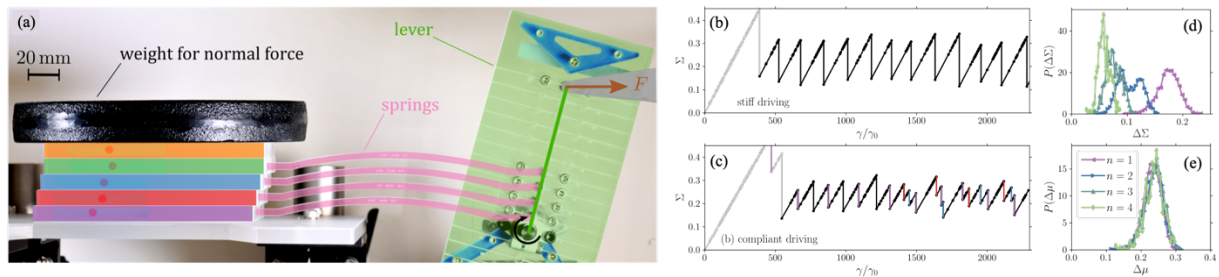 (a)
weight for normal force
20 mm
lever
F
springs
(b)
Σ
0.4
0.3
0.2
0.1
0.0
stiff driving
500
1000
1500
2000
γ/γ₀
(c)
Σ
0.4
0.3
0.2
0.1
0.0
(b) compliant driving
0
500
1000
1500
2000
γ/γ₀
(d)
P(ΔΣ)
40
20
0
0.0
0.1
0.2
ΔΣ
(e)
P(Δμ)
15
10
5
0
n = 1
n = 2
n = 3
n = 4
0.0
0.1
0.2
0.3
0.4
Δμ